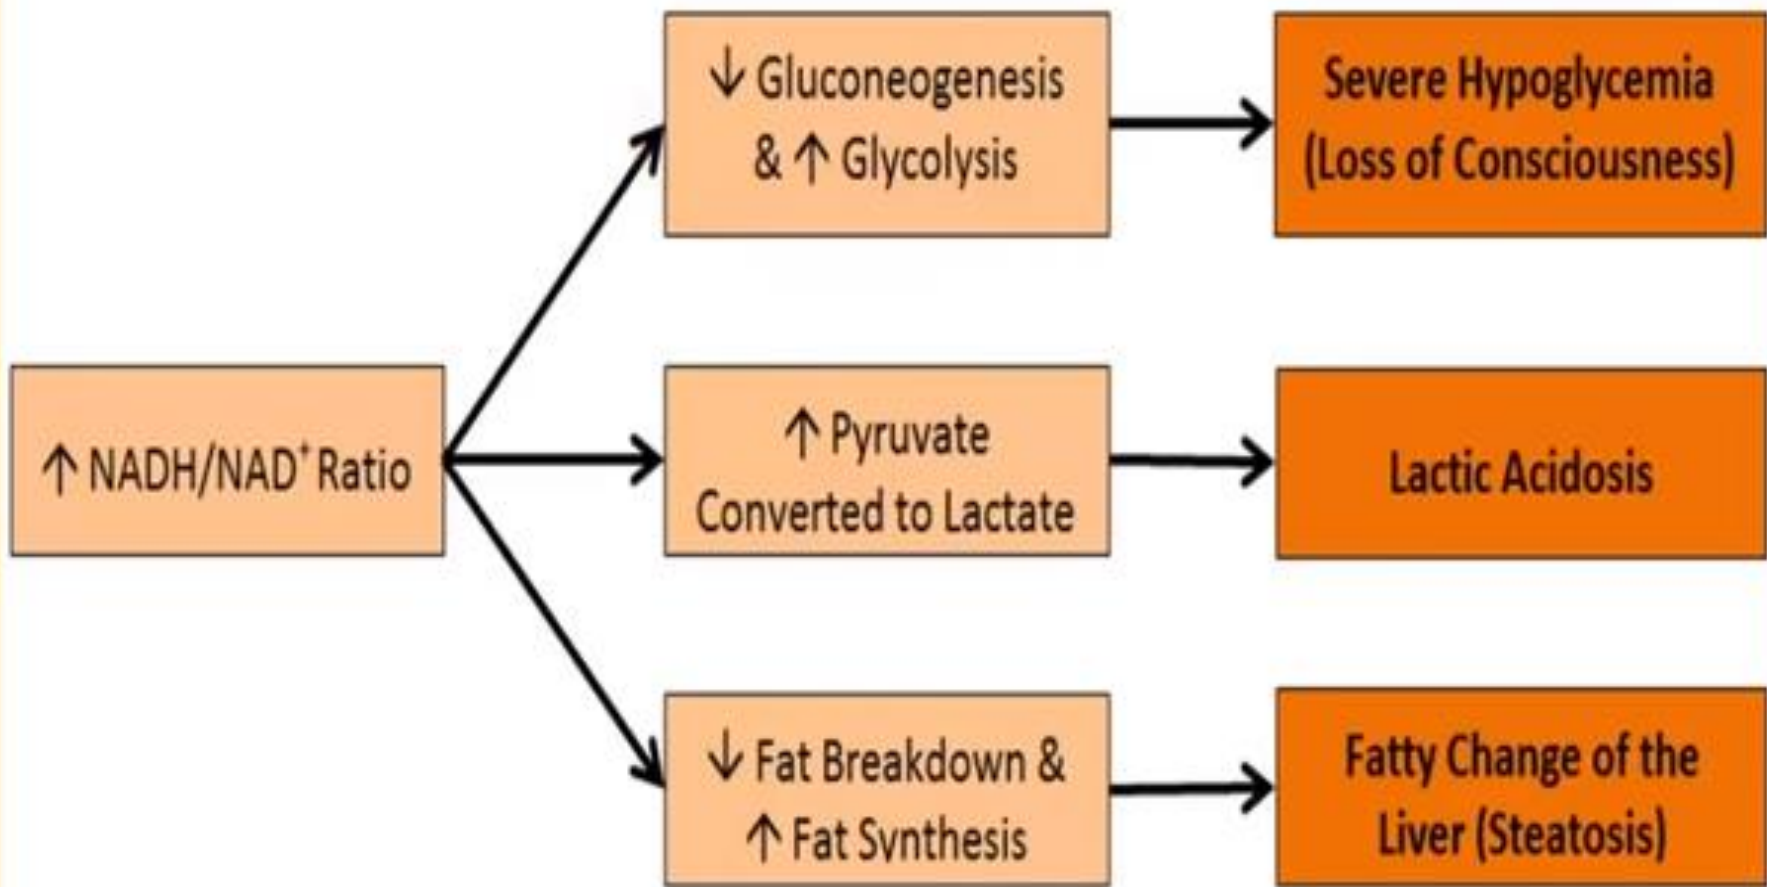 ↓ Gluconeogenesis
& ↑ Glycolysis
Severe Hypoglycemia
(Loss of Consciousness)
↑ NADH/NAD⁺ Ratio
↑ Pyruvate
Converted to Lactate
Lactic Acidosis
↓ Fat Breakdown &
↑ Fat Synthesis
Fatty Change of the
Liver (Steatosis)